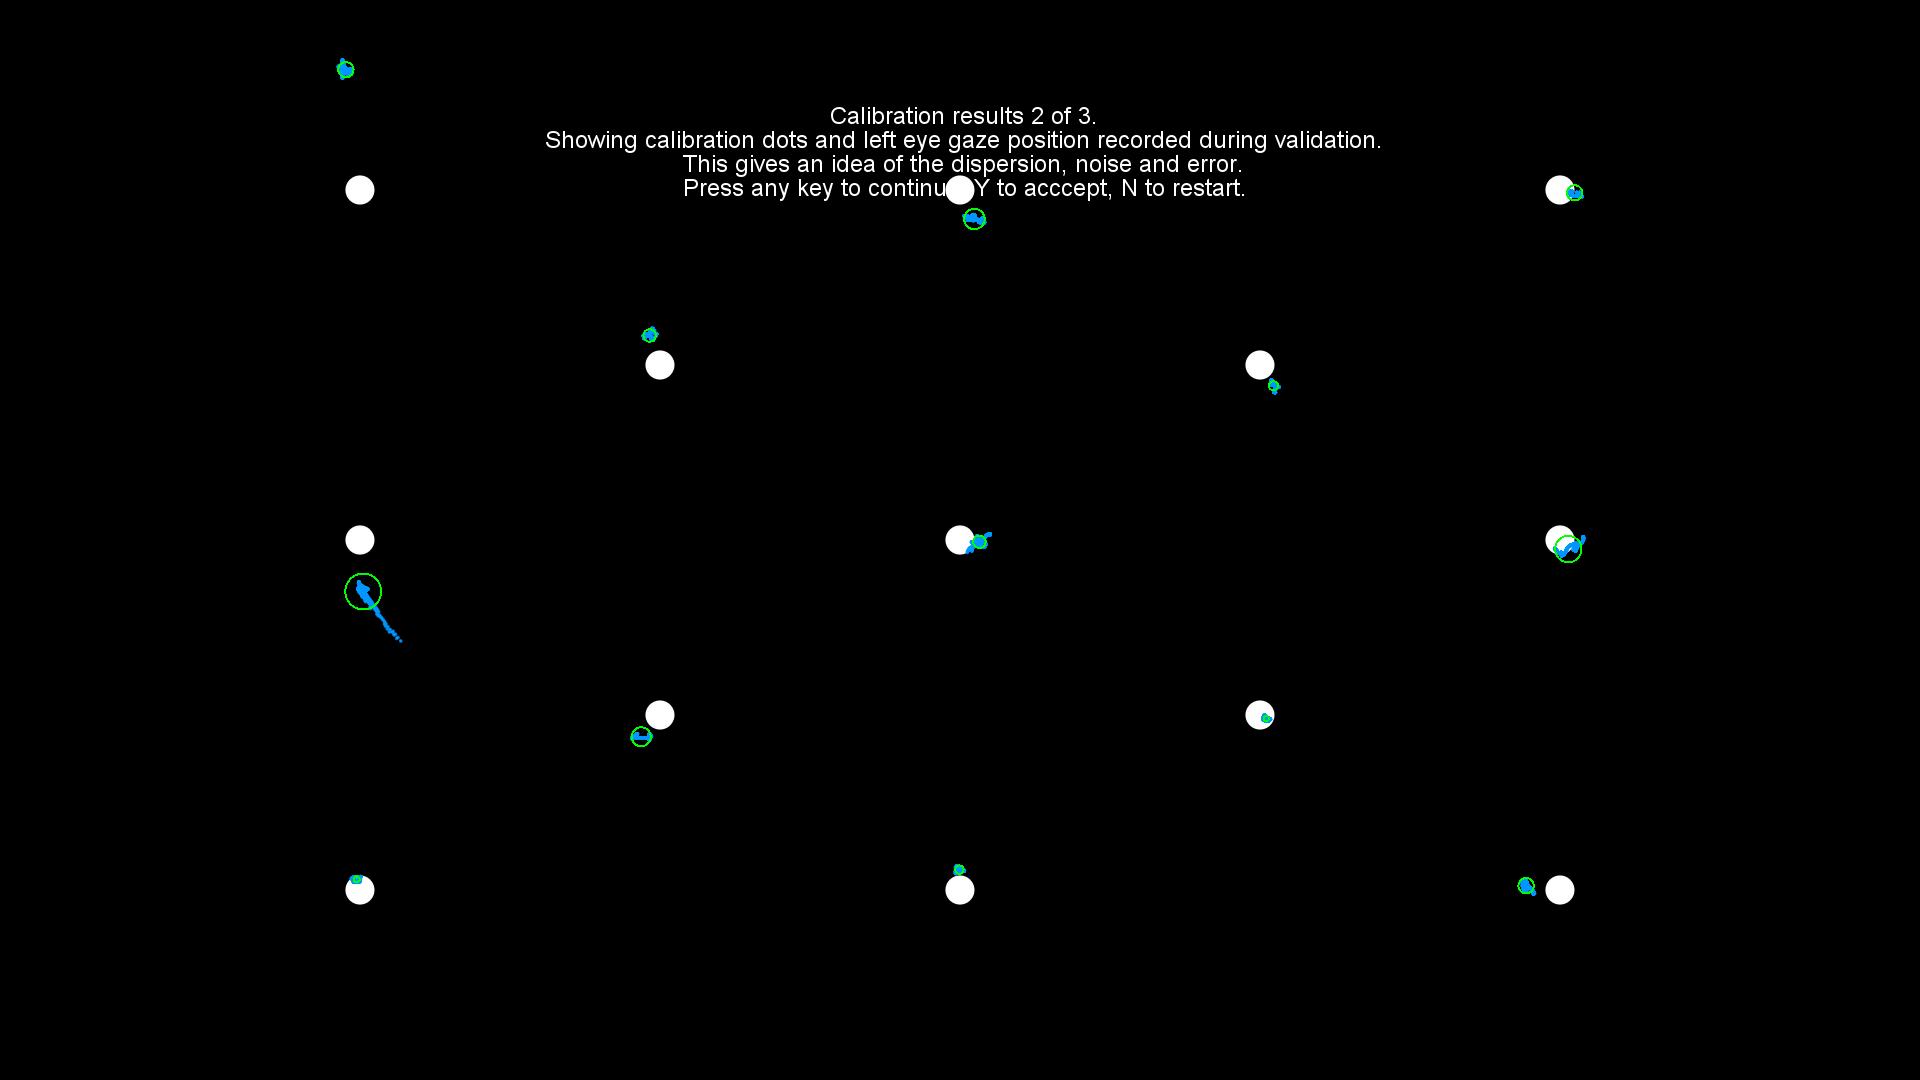 Calibration results 2 of 3.
Showing calibration dots and left eye gaze position recorded during validation.
This gives an idea of the dispersion, noise and error.
Press any key to continu Y to acccept, N to restart.